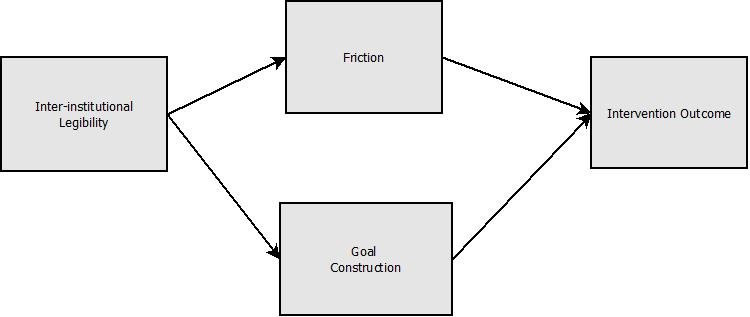 Inter-institutional
Legibility
Friction
Goal
Construction
Intervention Outcome